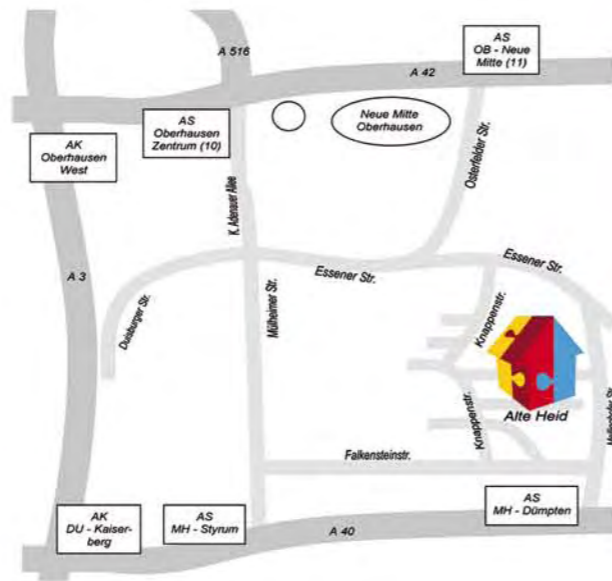 A 516
AS
OB - Neue
Mitte (11)
A 42
AS
Oberhausen
Zentrum (10)
Neue Mitte
Oberhausen
AK
Oberhausen
West
K. Adenauer Allee
Osterfelder Str.
A 3
Essener Str.
Essener Str.
Duisburger Str.
Mülheimer Str.
Knappenstr.
Alte Heid
Knappenstr.
Falkensteinstr.
AK
DU - Kaiser-
berg
AS
MH - Styrum
A 40
AS
MH - Dümpten